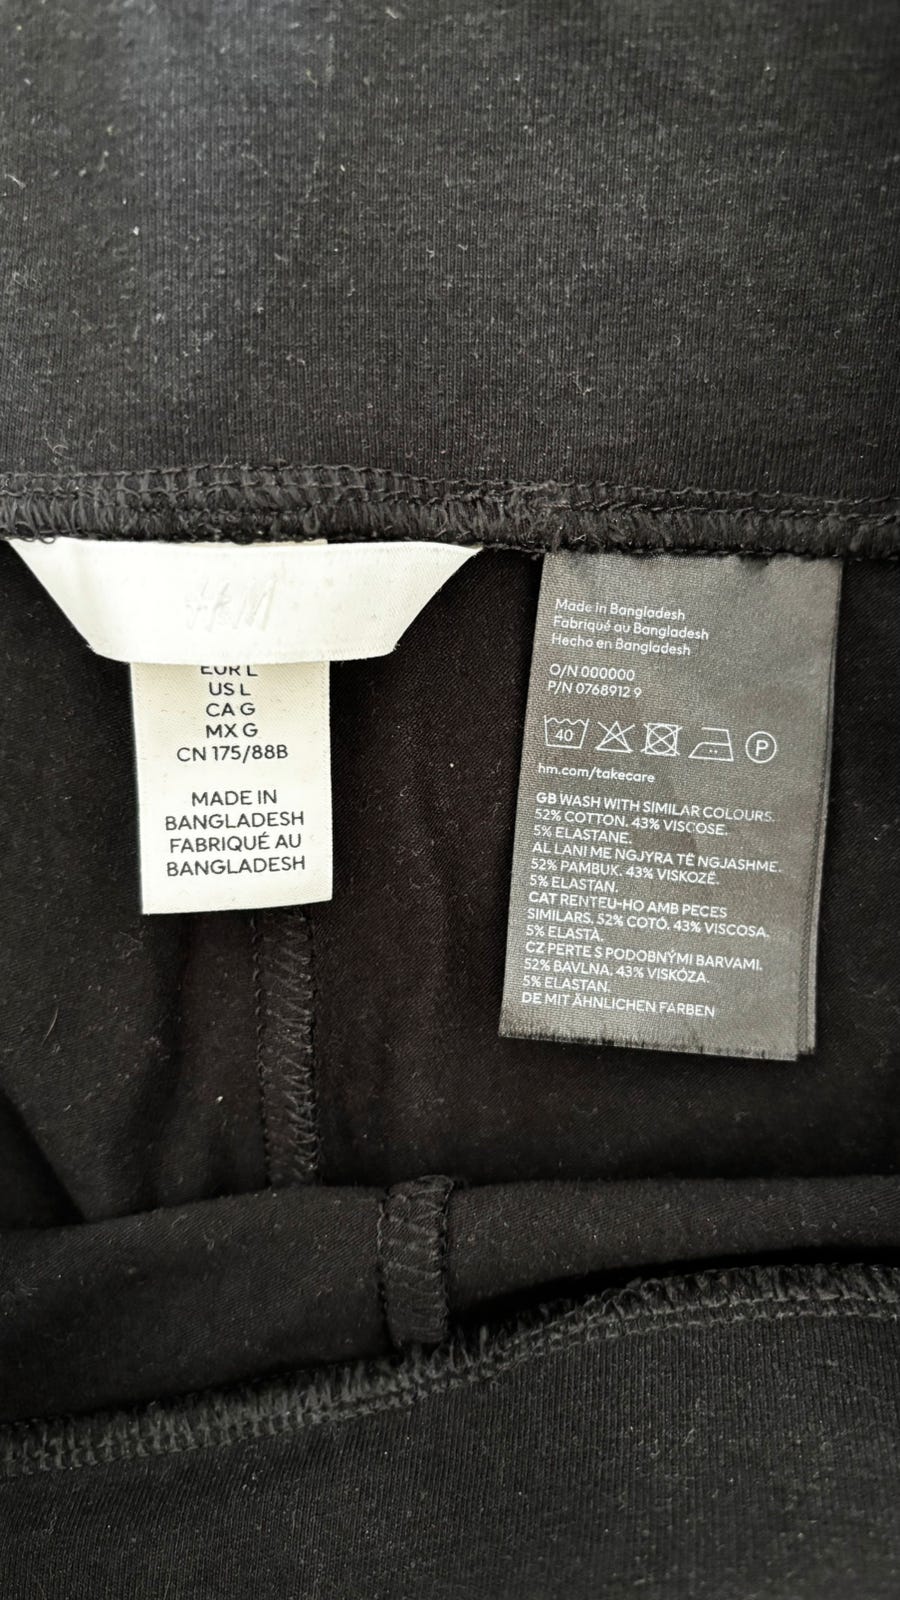 H&M
EUR L
US L
CA G
MX G
CN 175/88B
MADE IN
BANGLADESH
FABRIQUÉ AU
BANGLADESH
Made in Bangladesh
Fabriqué au Bangladesh
Hecho en Bangladesh
O/N 000000
P/N 0768912 9
40 P
hm.com/takecare
GB WASH WITH SIMILAR COLOURS.
52% COTTON. 43% VISCOSE.
5% ELASTANE.
AL LANI ME NGJYRA TË NGJASHME.
52% PAMBUK. 43% VISKOZË.
5% ELASTAN.
CAT RENTEU-HO AMB PECES
SIMILARS. 52% COTÓ. 43% VISCOSA.
5% ELASTÀ.
CZ PERTE S PODOBNÝMI BARVAMI.
52% BAVLNA. 43% VISKÓZA.
5% ELASTAN.
DE MIT ÄHNLICHEN FARBEN